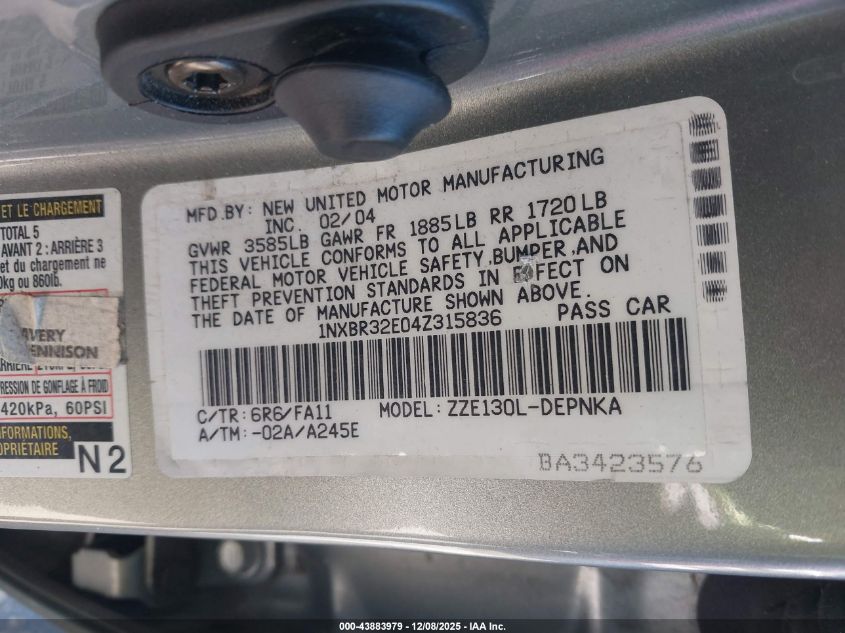 MFD.BY: NEW UNITED MOTOR MANUFACTURING
INC. 02/04
GVWR 3585LB GAWR FR 1885LB RR 1720LB
THIS VEHICLE CONFORMS TO ALL APPLICABLE
FEDERAL MOTOR VEHICLE SAFETY,BUMPER,AND
THEFT PREVENTION STANDARDS IN EFFECT ON
THE DATE OF MANUFACTURE SHOWN ABOVE.
1NXBR32E04Z315836 PASS CAR
C/TR: 6R6/FA11 MODEL: ZZE130L-DEPNKA
A/TM:-02A/A245E
BA3423576
ET LE CHARGEMENT
TOTAL 5
AVANT 2 : ARRIÈRE 3
et du chargement ne
0kg ou 860lb.
AVERY
DENNISON
RESSION DE GONFLAGE À FROID
420kPa, 60PSI
FORMATIONS,
OPRIÉTAIRE
N2
000-43883979 - 12/08/2025 - IAA Inc.